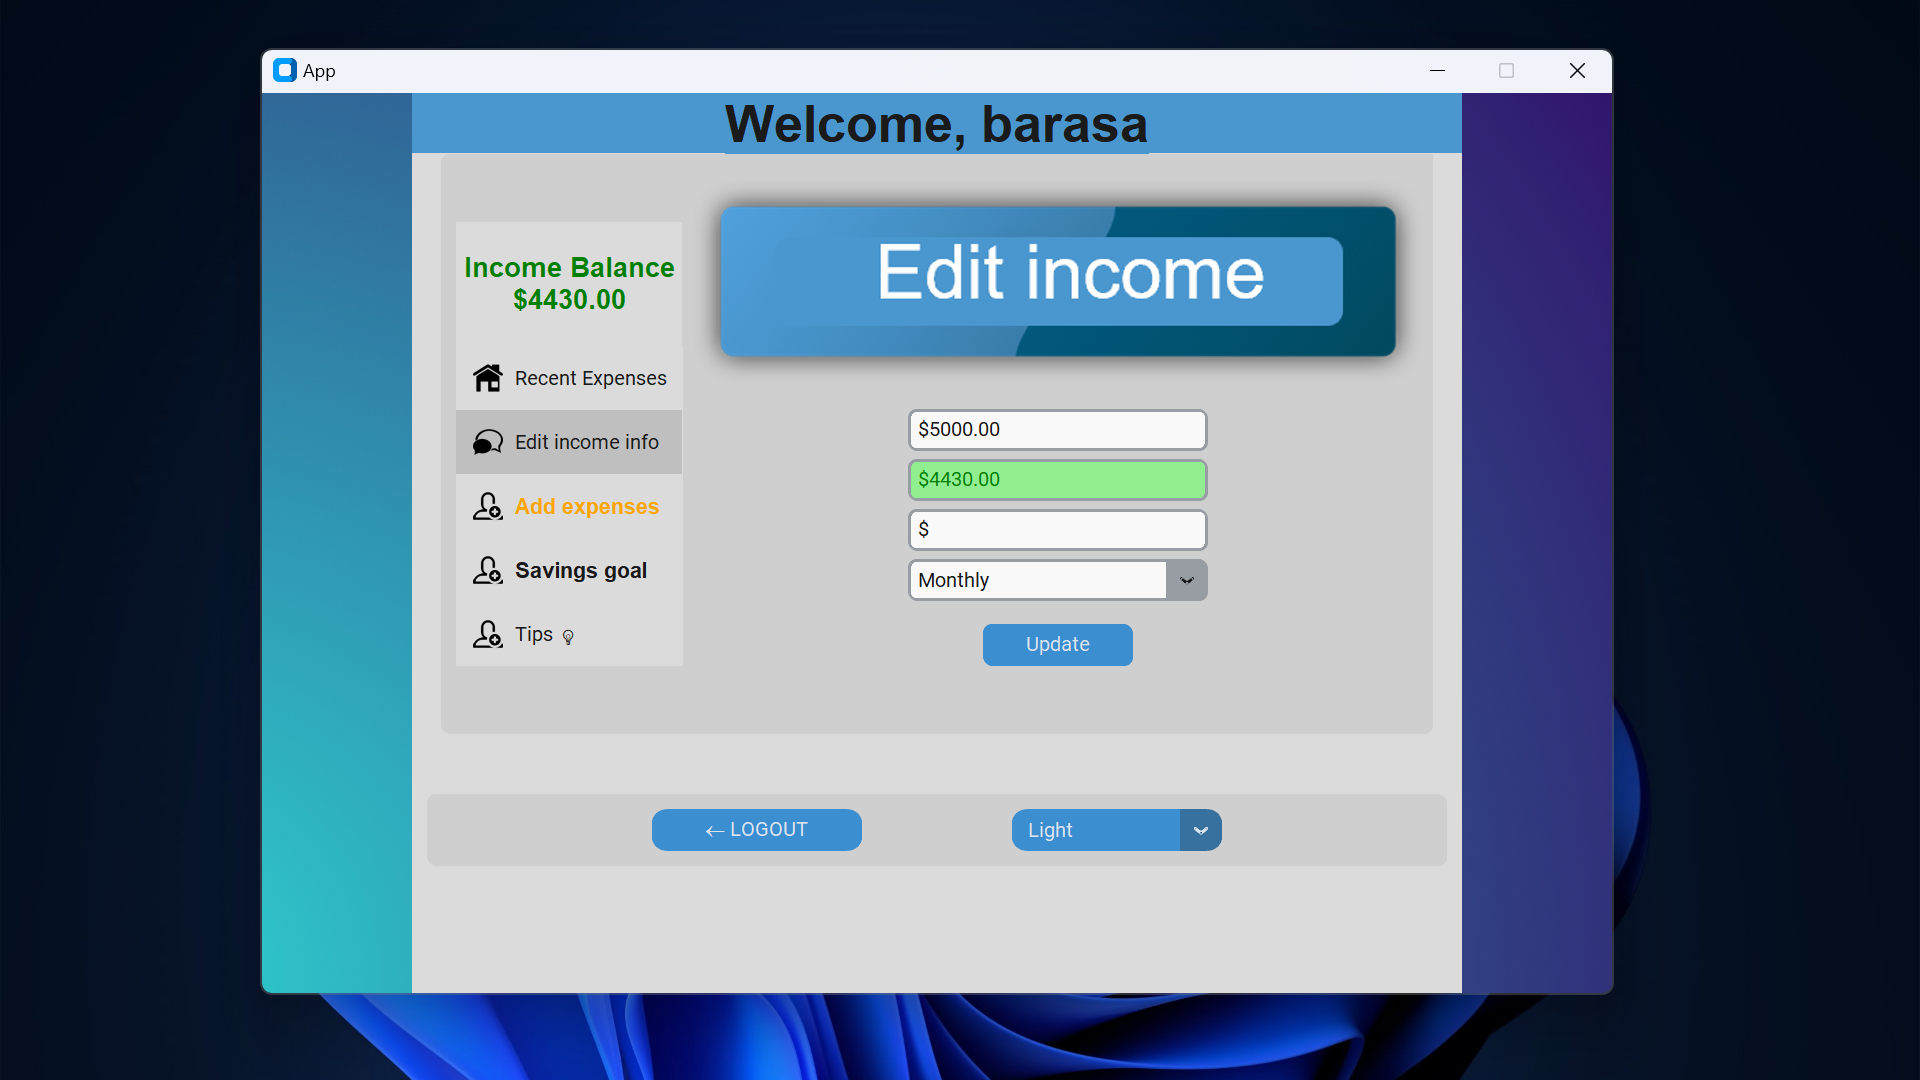 App
Welcome, barasa
Income Balance
$4430.00
Recent Expenses
Edit income info
Add expenses
Savings goal
Tips
Edit income
$5000.00
$4430.00
$
Monthly
Update
← LOGOUT
Light